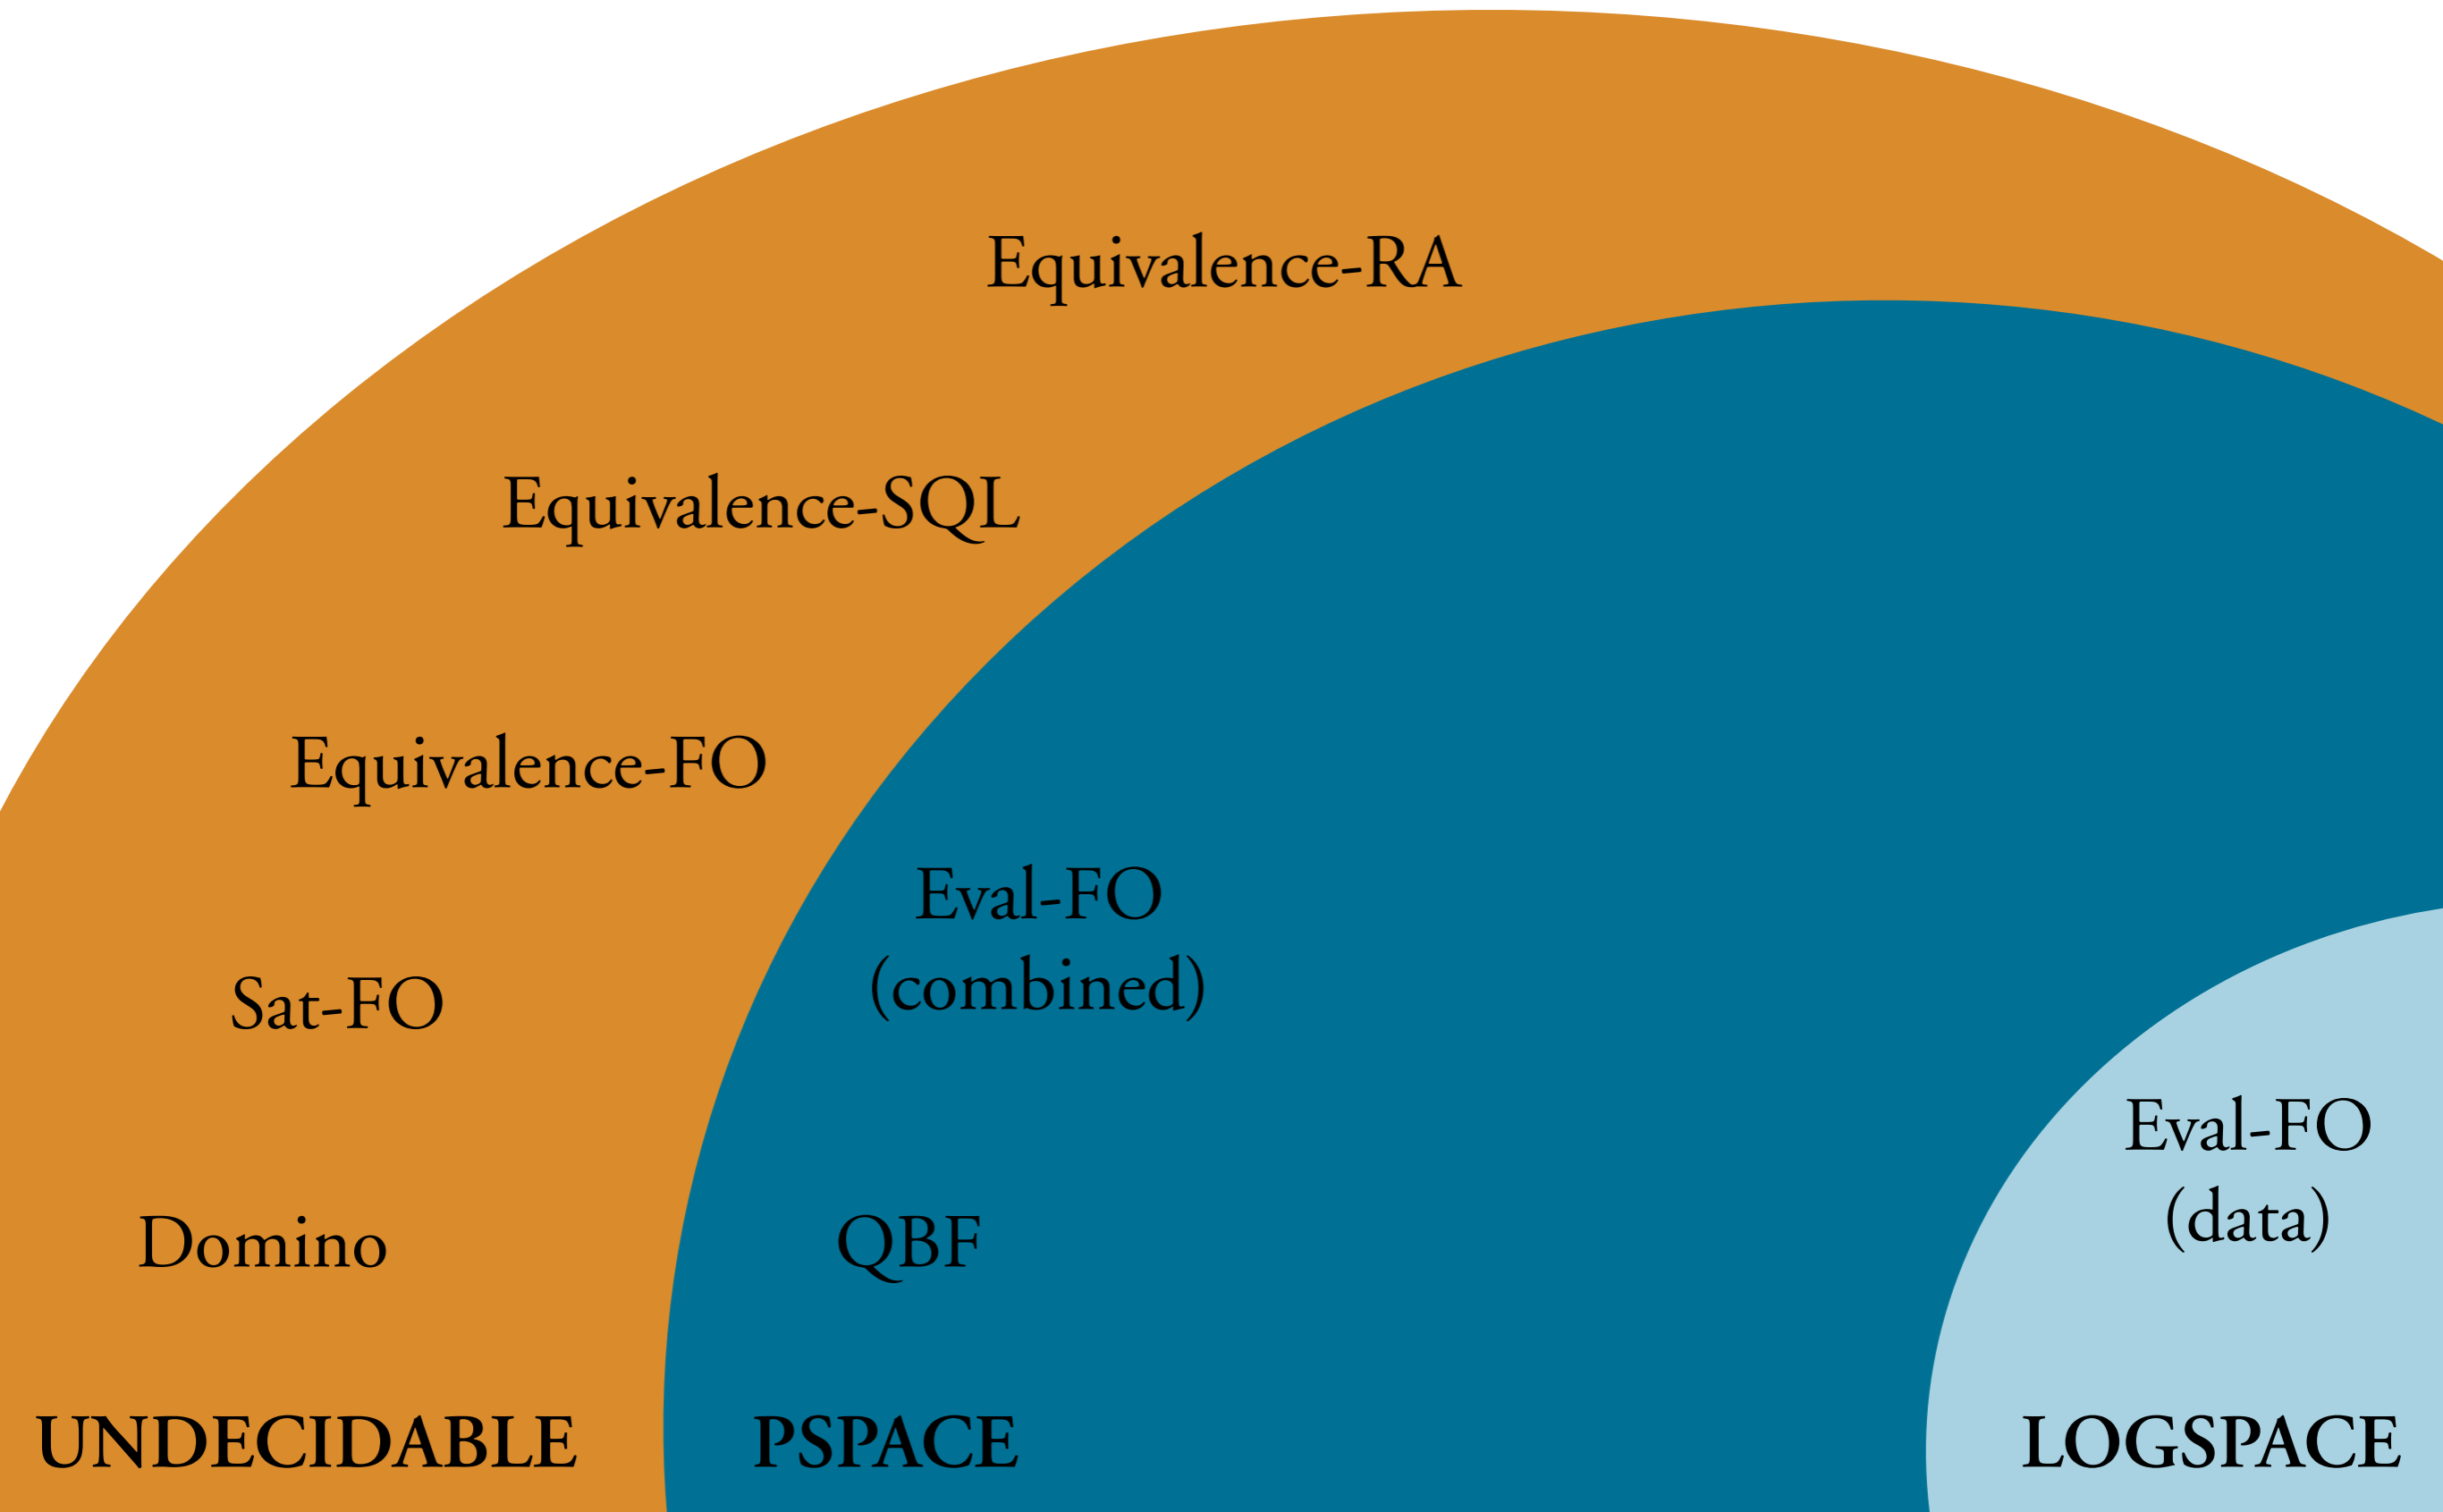 Equivalence-RA
Equivalence-SQL
Equivalence-FO
Eval-FO
(combined)
Sat-FO
Eval-FO
(data)
Domino
QBF
UNDECIDABLE
PSPACE
LOGSPACE